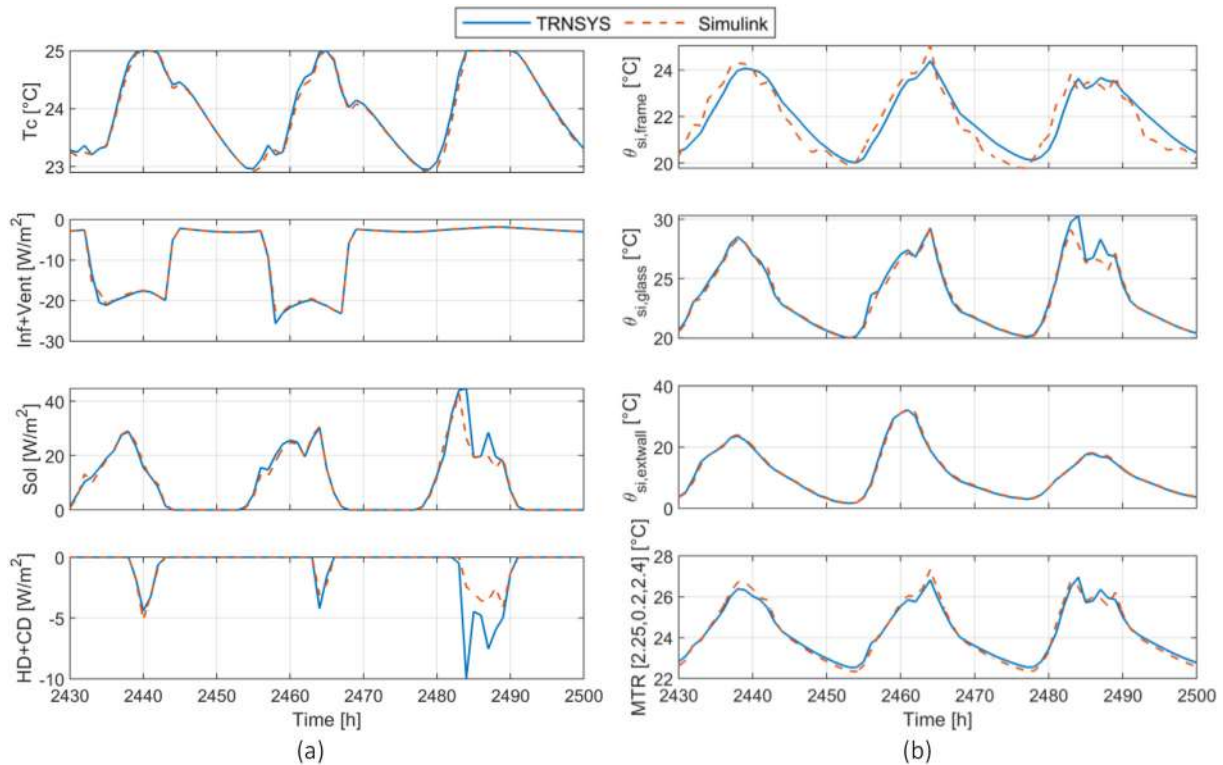 TRNSYS Simulink
25
24
23
Tc [°C]
0
-10
-20
-30
Inf+Vent [W/m²]
40
20
0
Sol [W/m²]
0
-5
-10
HD+CD [W/m²]
2430 2440 2450 2460 2470 2480 2490 2500
Time [h]
(a)
24
22
20
θsi,frame [°C]
30
25
20
θsi,glass [°C]
40
20
0
θsi,extwall [°C]
28
26
24
22
MTR [2.25,0.2,2.4] [°C]
2430 2440 2450 2460 2470 2480 2490 2500
Time [h]
(b)